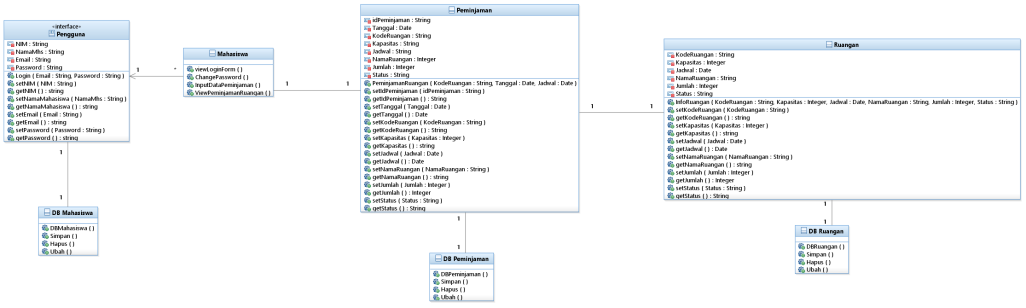 «interface»
Pengguna
NIM : String
NamaMhs : String
Email : String
Password : String
Login ( Email : String, Password : String )
setNIM ( NIM : String )
getNIM ( ) : string
setNamaMahasiswa ( NamaMhs : String )
getNamaMahasiswa ( ) : string
setEmail ( Email : String )
getEmail ( ) : string
setPassword ( Password : String )
getPassword ( ) : string
1
*
1
1
DB Mahasiswa
DBMahasiswa ( )
Simpan ( )
Hapus ( )
Ubah ( )
Mahasiswa
viewLoginForm ( )
ChangePassword ( )
InputDataPeminjaman ( )
ViewPeminjamanRuangan ( )
1
1
Peminjaman
idPeminjaman : String
Tanggal : Date
KodeRuangan : String
Kapasitas : String
Jadwal : String
NamaRuangan : Integer
Jumlah : Integer
Status : String
PeminjamanRuangan ( KodeRuangan : String, Tanggal : Date, Jadwal : Date )
setIdPeminjaman ( idPeminjaman : String )
getIdPeminjaman ( ) : String
setTanggal ( Tanggal : Date )
getTanggal ( ) : Date
setKodeRuangan ( KodeRuangan : String )
getKodeRuangan ( ) : String
setKapasitas ( Kapasitas : Integer )
getKapasitas ( ) : string
setJadwal ( Jadwal : Date )
getJadwal ( ) : Date
setNamaRuangan ( NamaRuangan : String )
getNamaRuangan ( ) : string
setJumlah ( Jumlah : Integer )
getJumlah ( ) : Integer
setStatus ( Status : String )
getStatus ( ) : String
1
1
DB Peminjaman
DBPeminjaman ( )
Simpan ( )
Hapus ( )
Ubah ( )
1
1
Ruangan
KodeRuangan : String
Kapasitas : Integer
Jadwal : Date
NamaRuangan : String
Jumlah : Integer
Status : String
InfoRuangan ( KodeRuangan : String, Kapasitas : Integer, Jadwal : Date, NamaRuangan : String, Jumlah : Integer, Status : String )
setKodeRuangan ( KodeRuangan : String )
getKodeRuangan ( ) : string
setKapasitas ( Kapasitas : Integer )
getKapasitas ( ) : string
setJadwal ( Jadwal : Date )
getJadwal ( ) : Date
setNamaRuangan ( NamaRuangan : String )
getNamaRuangan ( ) : string
setJumlah ( Jumlah : Integer )
getJumlah ( ) : Integer
setStatus ( Status : String )
getStatus ( ) : String
1
1
DB Ruangan
DBRuangan ( )
Simpan ( )
Hapus ( )
Ubah ( )